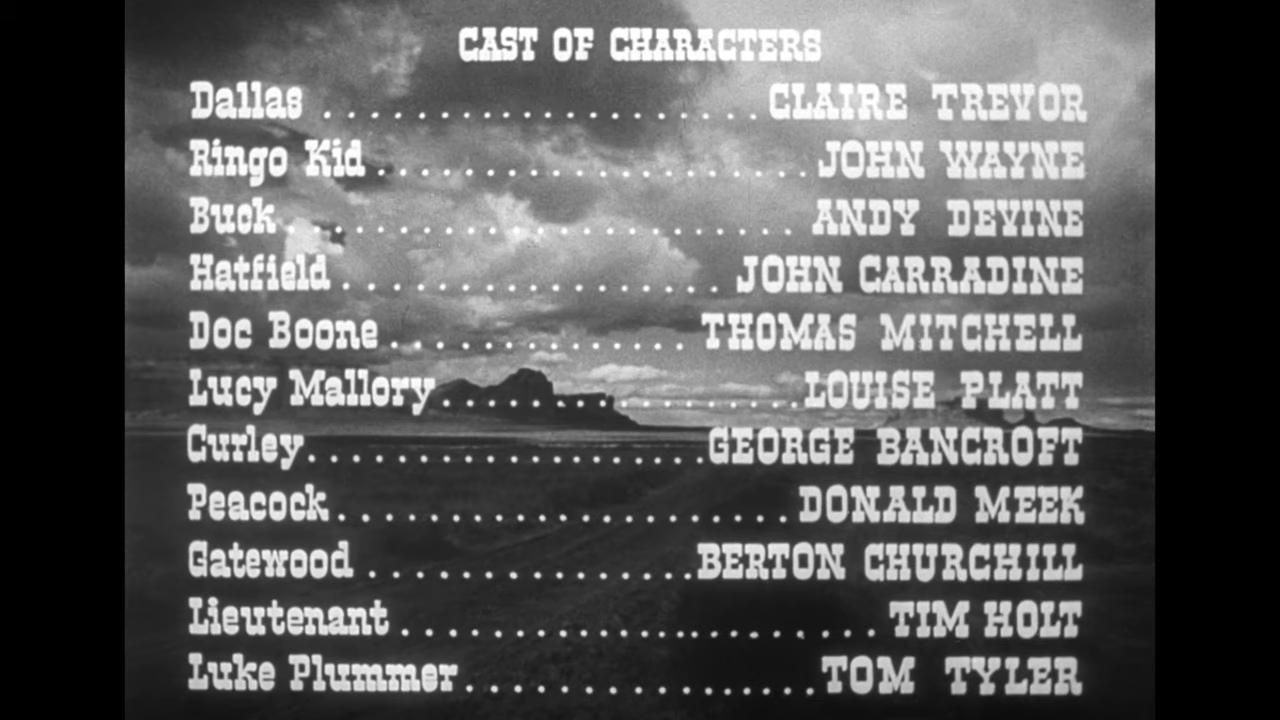 CAST OF CHARACTERS
Dallas . . . . . . . . . . . . . . . . . . . CLAIRE TREVOR
Ringo Kid . . . . . . . . . . . . . . . . . . . JOHN WAYNE
Buck . . . . . . . . . . . . . . . . . . . . . . ANDY DEVINE
Hatfield . . . . . . . . . . . . . . . . . JOHN CARRADINE
Doc Boone . . . . . . . . . . . . . THOMAS MITCHELL
Lucy Mallory . . . . . . . . . . . . . . . . LOUISE PLATT
Curley . . . . . . . . . . . . . . . . . . GEORGE BANCROFT
Peacock . . . . . . . . . . . . . . . . . . . . DONALD MEEK
Gatewood . . . . . . . . . . . . . . BERTON CHURCHILL
Lieutenant . . . . . . . . . . . . . . . . . . . . . TIM HOLT
Luke Plummer . . . . . . . . . . . . . . . TOM TYLER